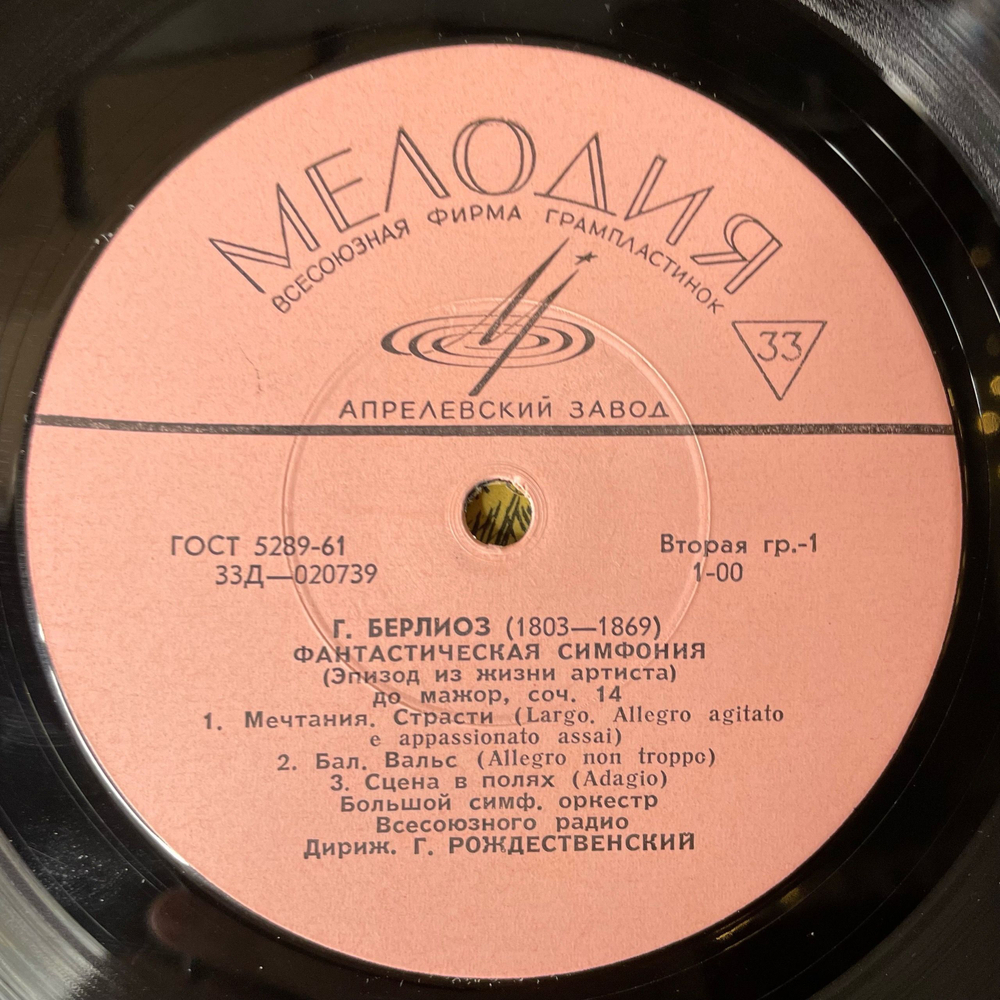 МЕЛОДИЯ
ВСЕСОЮЗНАЯ ФИРМА ГРАМПЛАСТИНОК
33
АПРЕЛЕВСКИЙ ЗАВОД
ГОСТ 5289-61
Вторая гр.-1
33Д—020739
1-00
Г. БЕРЛИОЗ (1803—1869)
ФАНТАСТИЧЕСКАЯ СИМФОНИЯ
(Эпизод из жизни артиста)
до мажор, соч. 14
1. Мечтания. Страсти (Largo. Allegro agitato
e appassionato assai)
2. Бал. Вальс (Allegro non troppo)
3. Сцена в полях (Adagio)
Большой симф. оркестр
Всесоюзного радио
Дириж. Г. РОЖДЕСТВЕНСКИЙ